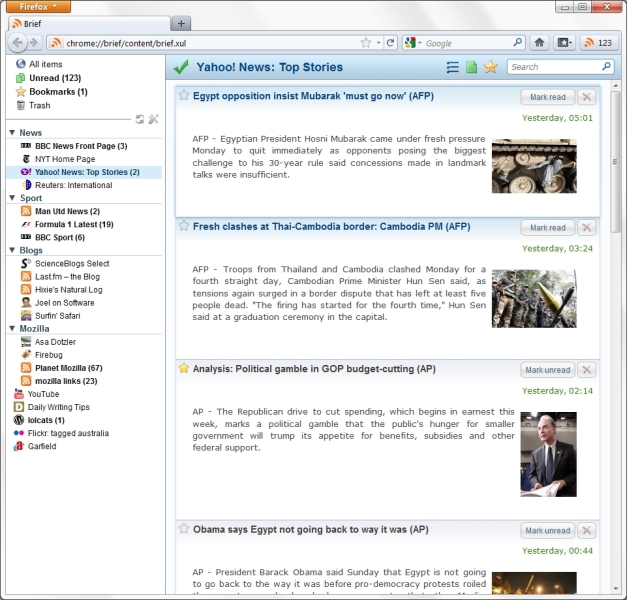 Firefox
Brief
chrome://brief/content/brief.xul
Google
123
All items
Unread (123)
Bookmarks (1)
Trash
News
BBC News Front Page (3)
NYT Home Page
Yahoo! News: Top Stories (2)
Reuters: International
Sport
Man Utd News (2)
Formula 1 Latest (19)
BBC Sport (6)
Blogs
ScienceBlogs Select
Last.fm – the Blog
Hixie's Natural Log
Joel on Software
Surfin' Safari
Mozilla
Asa Dotzler
Firebug
Planet Mozilla (67)
mozilla links (23)
YouTube
Daily Writing Tips
lolcats (1)
Flickr: tagged australia
Garfield
Yahoo! News: Top Stories
Search
Egypt opposition insist Mubarak 'must go now' (AFP)
Mark read
Yesterday, 05:01
AFP - Egyptian President Hosni Mubarak came under fresh pressure
Monday to quit immediately as opponents posing the biggest
challenge to his 30-year rule said concessions made in landmark
talks were insufficient.
Fresh clashes at Thai-Cambodia border: Cambodia PM (AFP)
Mark read
Yesterday, 03:24
AFP - Troops from Thailand and Cambodia clashed Monday for a
fourth straight day, Cambodian Prime Minister Hun Sen said, as
tensions again surged in a border dispute that has left at least five
people dead. "The firing has started for the fourth time," Hun Sen
said at a graduation ceremony in the capital.
Analysis: Political gamble in GOP budget-cutting (AP)
Mark unread
Yesterday, 02:14
AP - The Republican drive to cut spending, which begins in earnest this
week, marks a political gamble that the public's hunger for smaller
government will trump its appetite for benefits, subsidies and other
federal support.
Obama says Egypt not going back to way it was (AP)
Mark unread
Yesterday, 00:44
AP - President Barack Obama said Sunday that Egypt is not going
to go back to the way it was before pro-democracy protests roiled